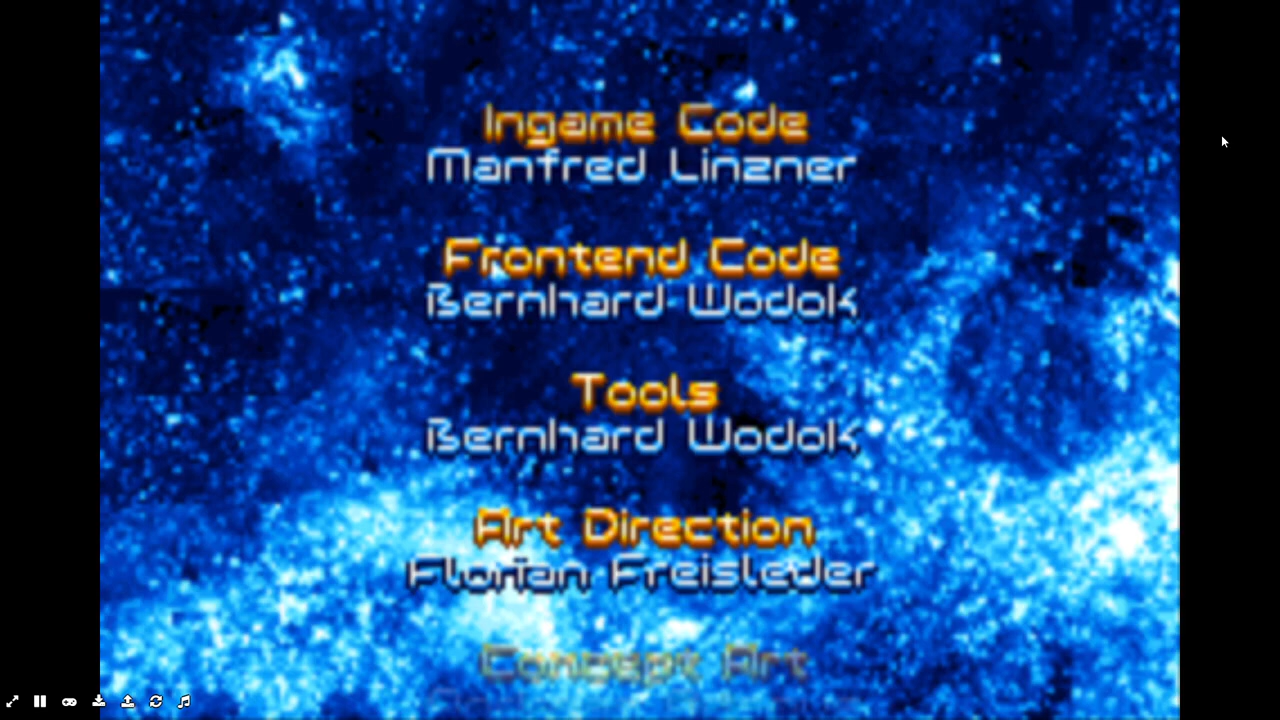 Ingame Code
Manfred Linzner
Frontend Code
Bernhard Wodok
Tools
Bernhard Wodok
Art Direction
Florian Freisleder
Concept Art